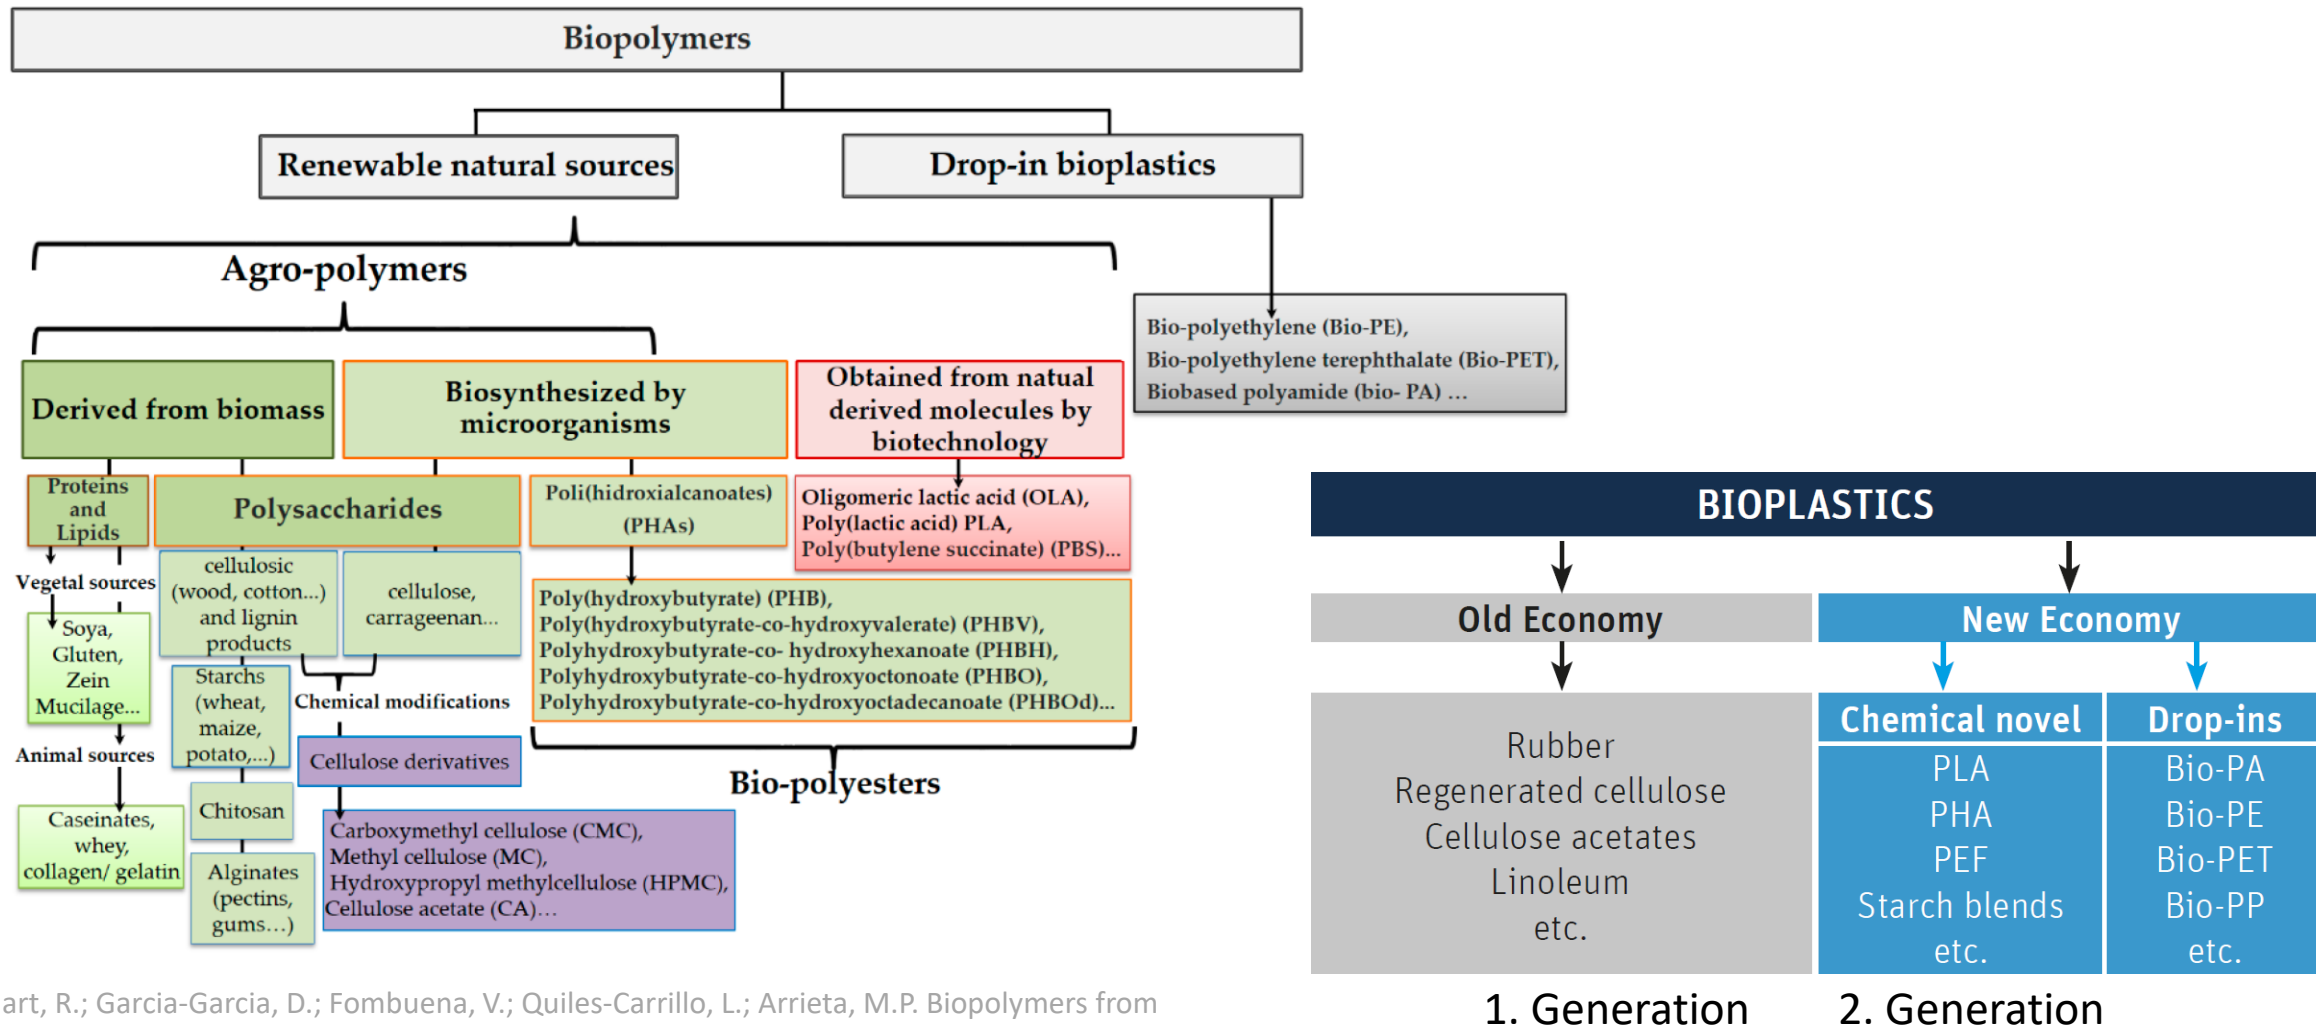 Biopolymers
Renewable natural sources
Drop-in bioplastics
Agro-polymers
Bio-polyethylene (Bio-PE),
Bio-polyethylene terephthalate (Bio-PET),
Biobased polyamide (bio- PA) ...
Derived from biomass
Biosynthesized by
microorganisms
Obtained from natual
derived molecules by
biotechnology
Proteins
and
Lipids
Polysaccharides
Poli(hidroxialcanoates)
(PHAs)
Oligomeric lactic acid (OLA),
Poly(lactic acid) PLA,
Poly(butylene succinate) (PBS)...
Vegetal sources
Soya,
Gluten,
Zein
Mucilage...
Animal sources
Caseinates,
whey,
collagen/ gelatin
cellulosic
(wood, cotton...)
and lignin
products
cellulose,
carrageenan...
Starchs
(wheat,
maize,
potato,...)
Chitosan
Alginates
(pectins,
gums...)
Chemical modifications
Cellulose derivatives
Carboxymethyl cellulose (CMC),
Methyl cellulose (MC),
Hydroxypropyl methylcellulose (HPMC),
Cellulose acetate (CA)...
Poly(hydroxybutyrate) (PHB),
Poly(hydroxybutyrate-co-hydroxyvalerate) (PHBV),
Polyhydroxybutyrate-co- hydroxyhexanoate (PHBH),
Polyhydroxybutyrate-co-hydroxyoctonoate (PHBO),
Polyhydroxybutyrate-co-hydroxyoctadecanoate (PHBOd)...
Bio-polyesters
BIOPLASTICS
Old Economy
New Economy
Rubber
Regenerated cellulose
Cellulose acetates
Linoleum
etc.
Chemical novel
PLA
PHA
PEF
Starch blends
etc.
Drop-ins
Bio-PA
Bio-PE
Bio-PET
Bio-PP
etc.
1. Generation
2. Generation
art, R.; Garcia-Garcia, D.; Fombuena, V.; Quiles-Carrillo, L.; Arrieta, M.P. Biopolymers from